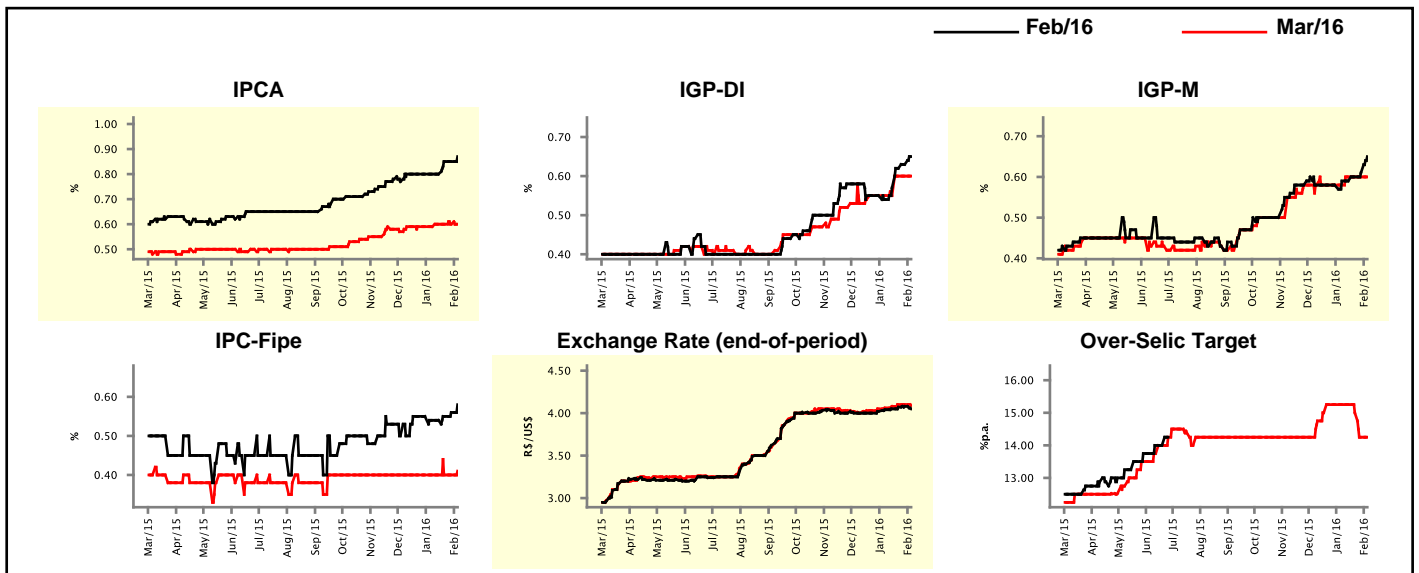 Feb/16 Mar/16
IPCA
%
1.00
0.80
0.60
0.50
Mar/15 Apr/15 May/15 Jun/15 Jul/15 Aug/15 Sep/15 Oct/15 Nov/15 Dec/15 Jan/16 Feb/16
IGP-DI
%
0.70
0.60
0.50
0.40
Mar/15 Apr/15 May/15 Jun/15 Jul/15 Aug/15 Sep/15 Oct/15 Nov/15 Dec/15 Jan/16 Feb/16
IGP-M
%
0.70
0.60
0.50
0.40
Mar/15 Apr/15 May/15 Jun/15 Jul/15 Aug/15 Sep/15 Oct/15 Nov/15 Dec/15 Jan/16 Feb/16
IPC-Fipe
%
0.60
0.50
0.40
Mar/15 Apr/15 May/15 Jun/15 Jul/15 Aug/15 Sep/15 Oct/15 Nov/15 Dec/15 Jan/16 Feb/16
Exchange Rate (end-of-period)
R$/US$
4.50
4.00
3.50
3.00
Mar/15 Apr/15 May/15 Jun/15 Jul/15 Aug/15 Sep/15 Oct/15 Nov/15 Dec/15 Jan/16 Feb/16
Over-Selic Target
%p.a.
16.00
15.00
14.00
13.00
Mar/15 Apr/15 May/15 Jun/15 Jul/15 Aug/15 Sep/15 Oct/15 Nov/15 Dec/15 Jan/16 Feb/16